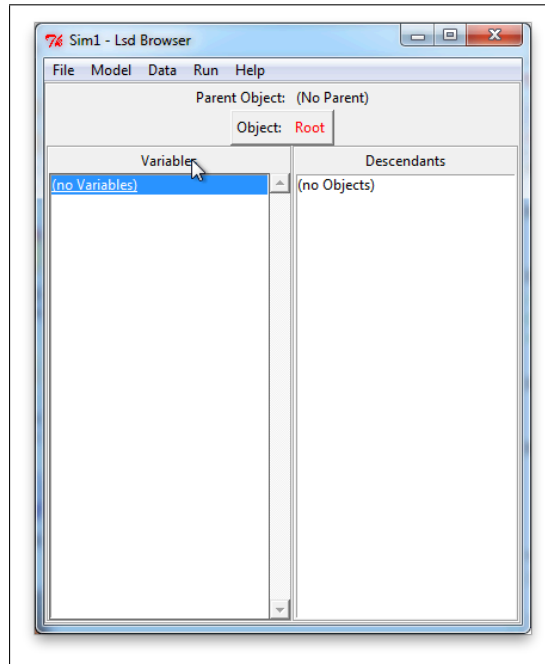 Sim1 - Lsd Browser
File Model Data Run Help
Parent Object: (No Parent)
Object: Root
Variables
Descendants
(no Variables)
(no Objects)